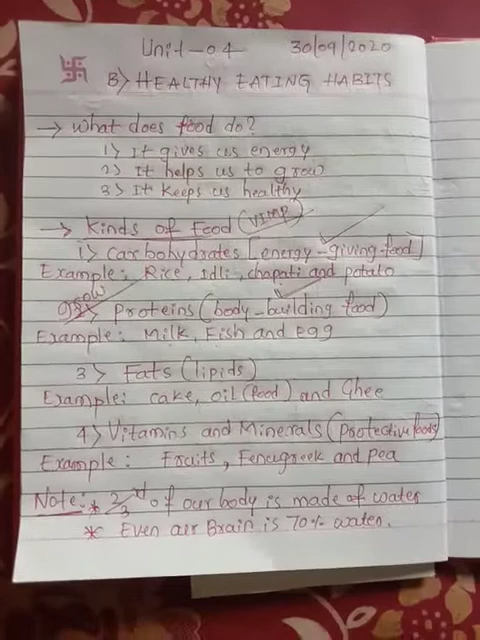 Unit-04 30/09/2020
B) HEALTHY EATING HABITS
→ What does food do?
1) It gives us energy
2) It helps us to grow
3) It keeps us healthy
→ Kinds of Food (VIMP)
1) Carbohydrates [energy-giving food]
Example: Rice, Idli, chapati and potato
Proteins (body-building food)
Example: Milk, Fish and egg
3) Fats (lipids)
Example: cake, oil (food) and Ghee
4) Vitamins and Minerals (Protective foods)
Example: Fruits, Fenugreek and pea
Note: * 2/3rd of our body is made of water
* Even our Brain is 70% water.